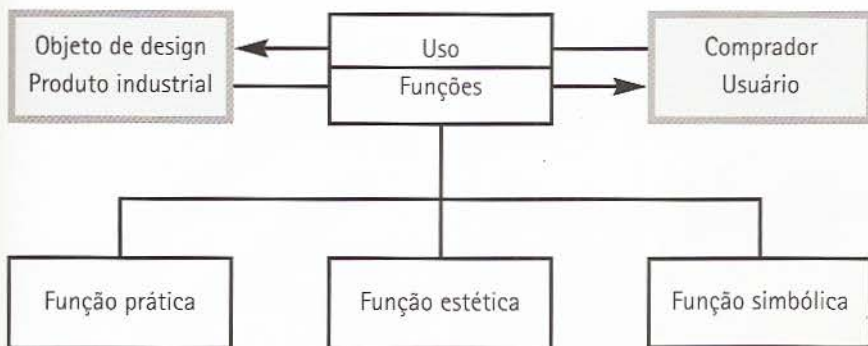 Objeto de design
Produto industrial
Uso
Funções
Comprador
Usuário
Função prática
Função estética
Função simbólica